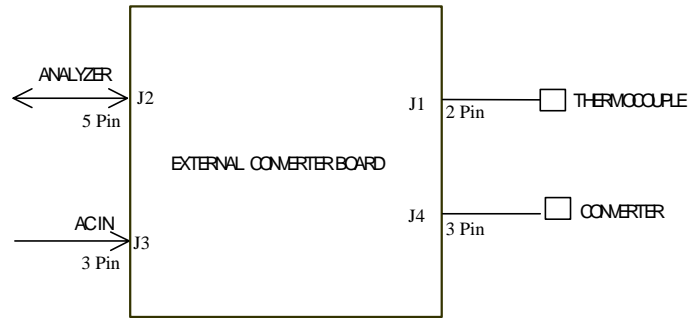 ANALYZER
J2
5 Pin
J1
2 Pin
THERMOCOUPLE
EXTERNAL CONVERTER BOARD
AC IN
J3
3 Pin
J4
3 Pin
CONVERTER